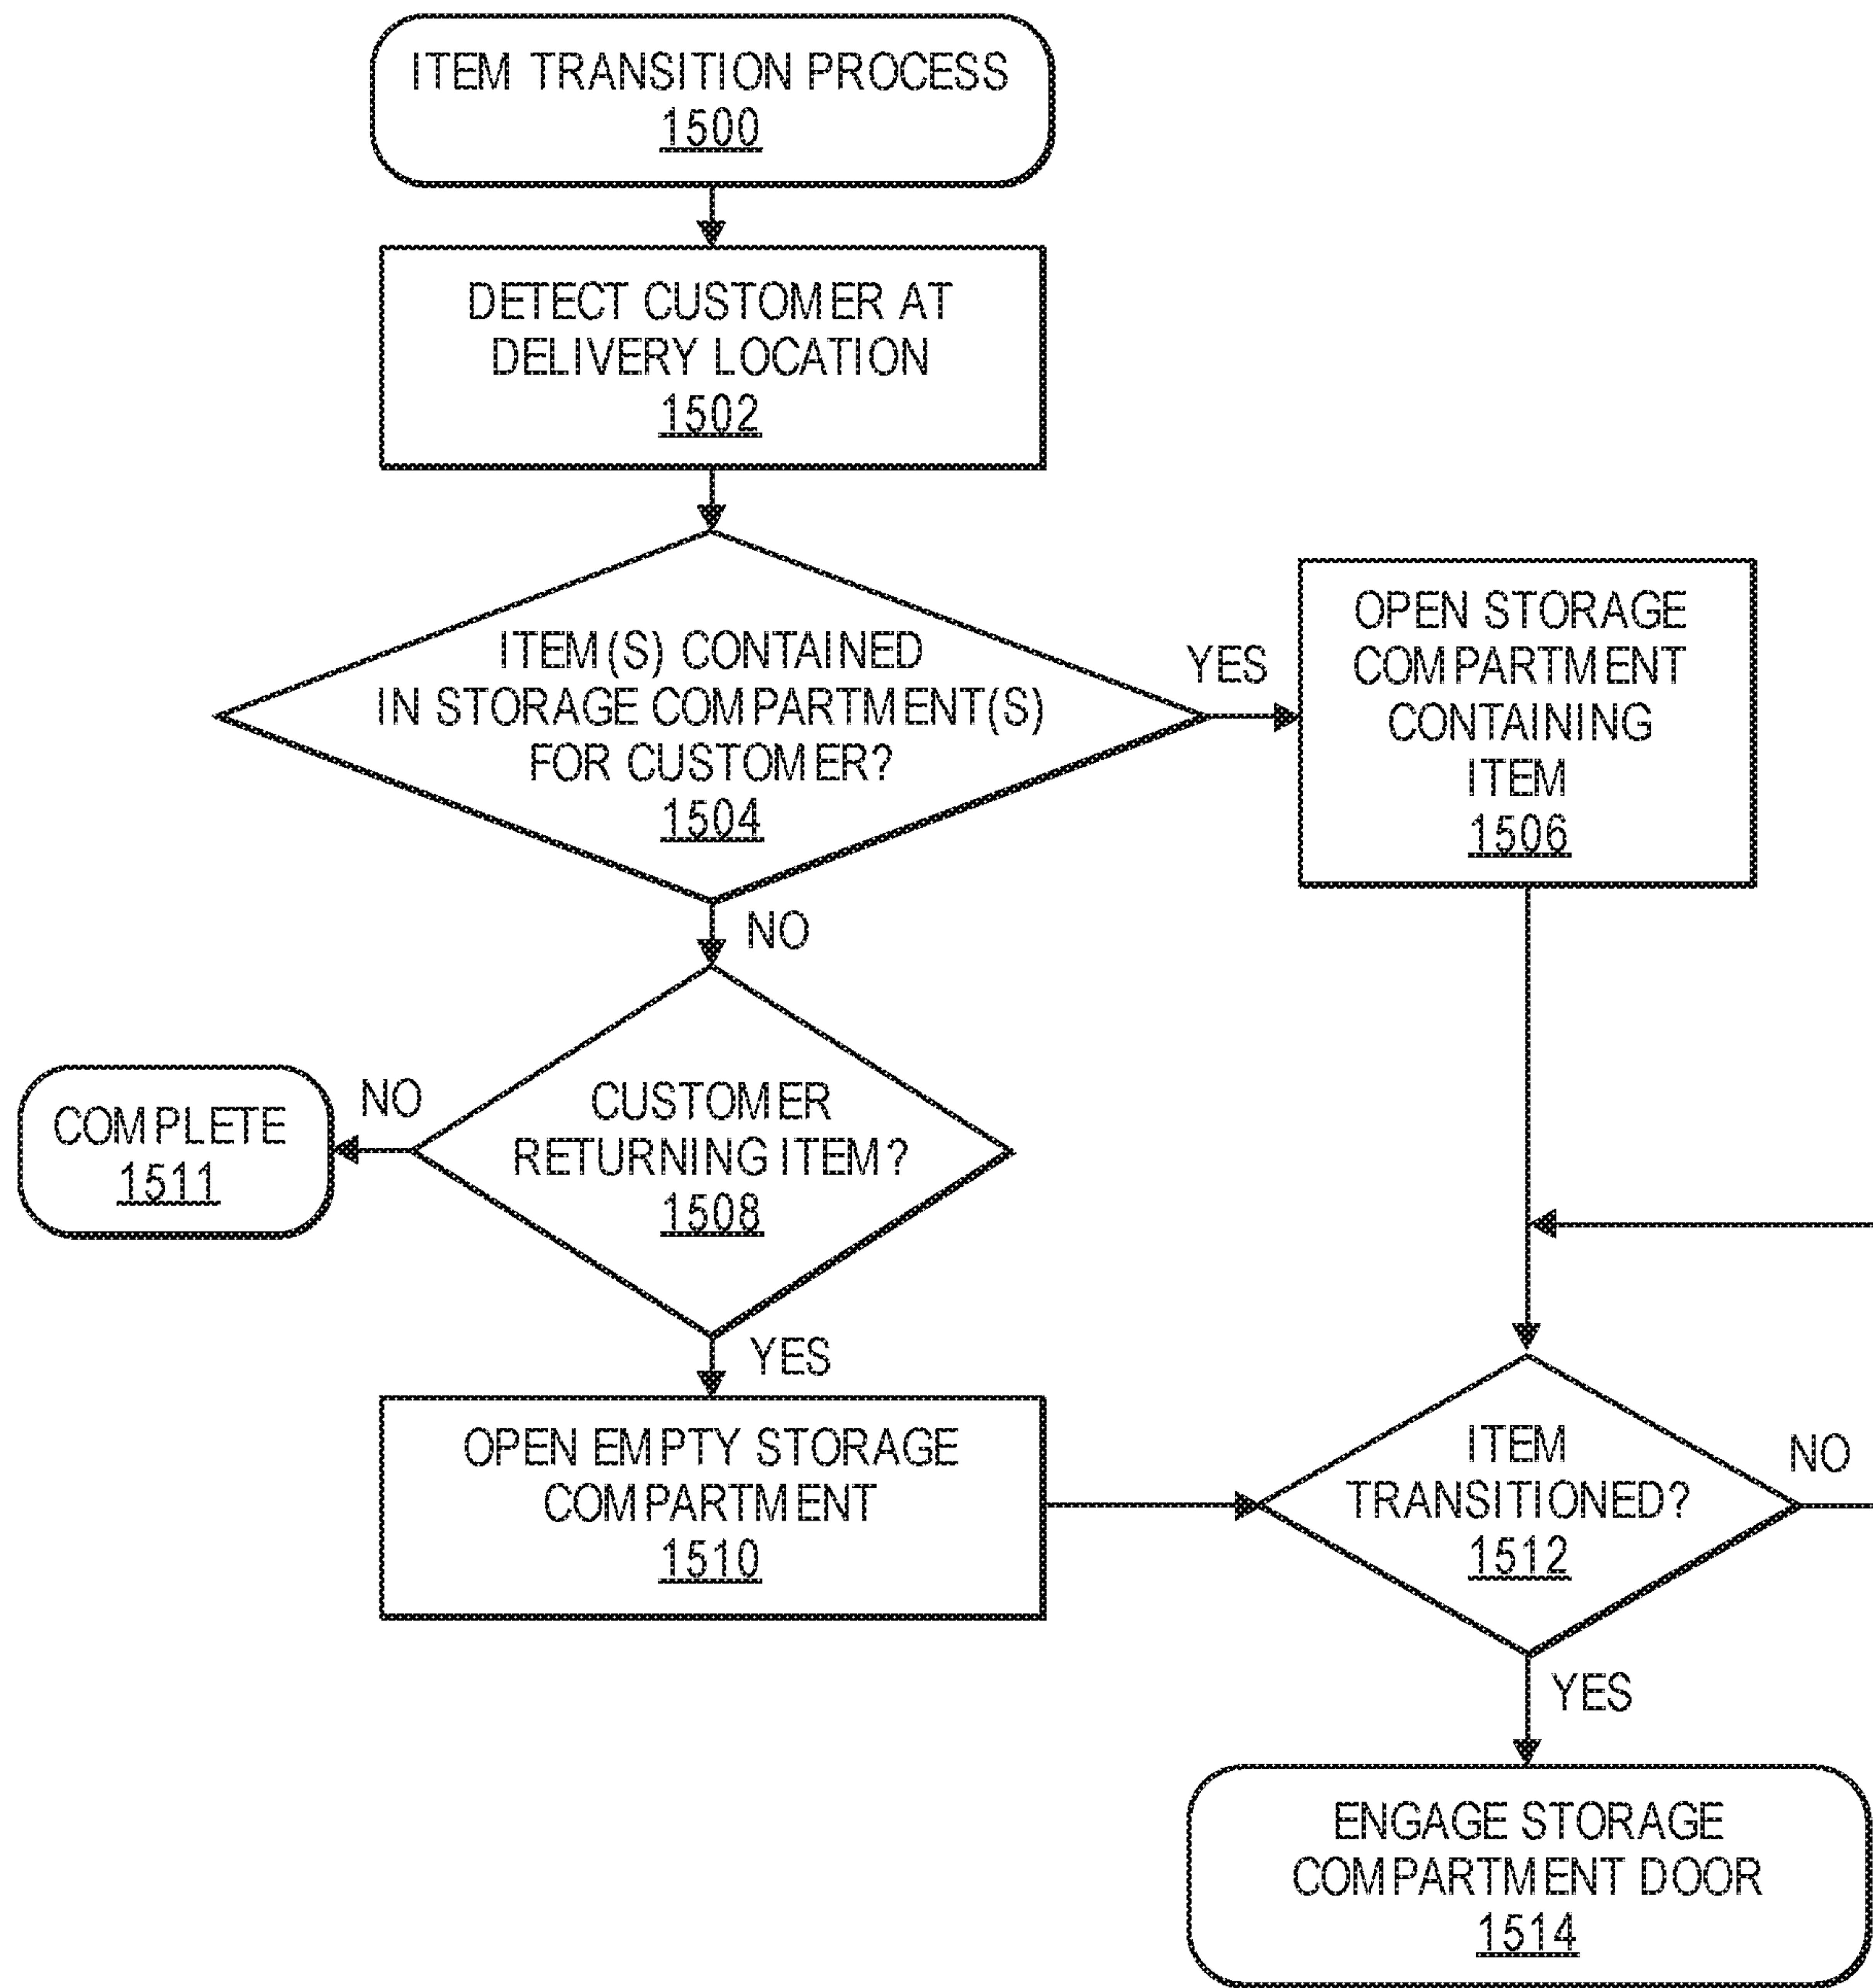 ITEM TRANSITION PROCESS
1500
DETECT CUSTOMER AT
DELIVERY LOCATION
1502
ITEM(S) CONTAINED
IN STORAGE COMPARTMENT(S)
FOR CUSTOMER?
1504
YES
OPEN STORAGE
COMPARTMENT
CONTAINING
ITEM
1506
NO
CUSTOMER
RETURNING ITEM?
1508
NO
COMPLETE
1511
YES
OPEN EMPTY STORAGE
COMPARTMENT
1510
ITEM
TRANSITIONED?
1512
NO
YES
ENGAGE STORAGE
COMPARTMENT DOOR
1514